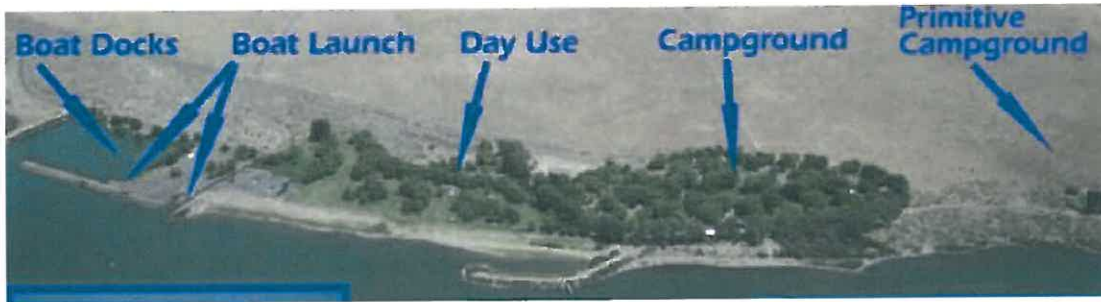 Boat Docks
Boat Launch
Day Use
Campground
Primitive
Campground